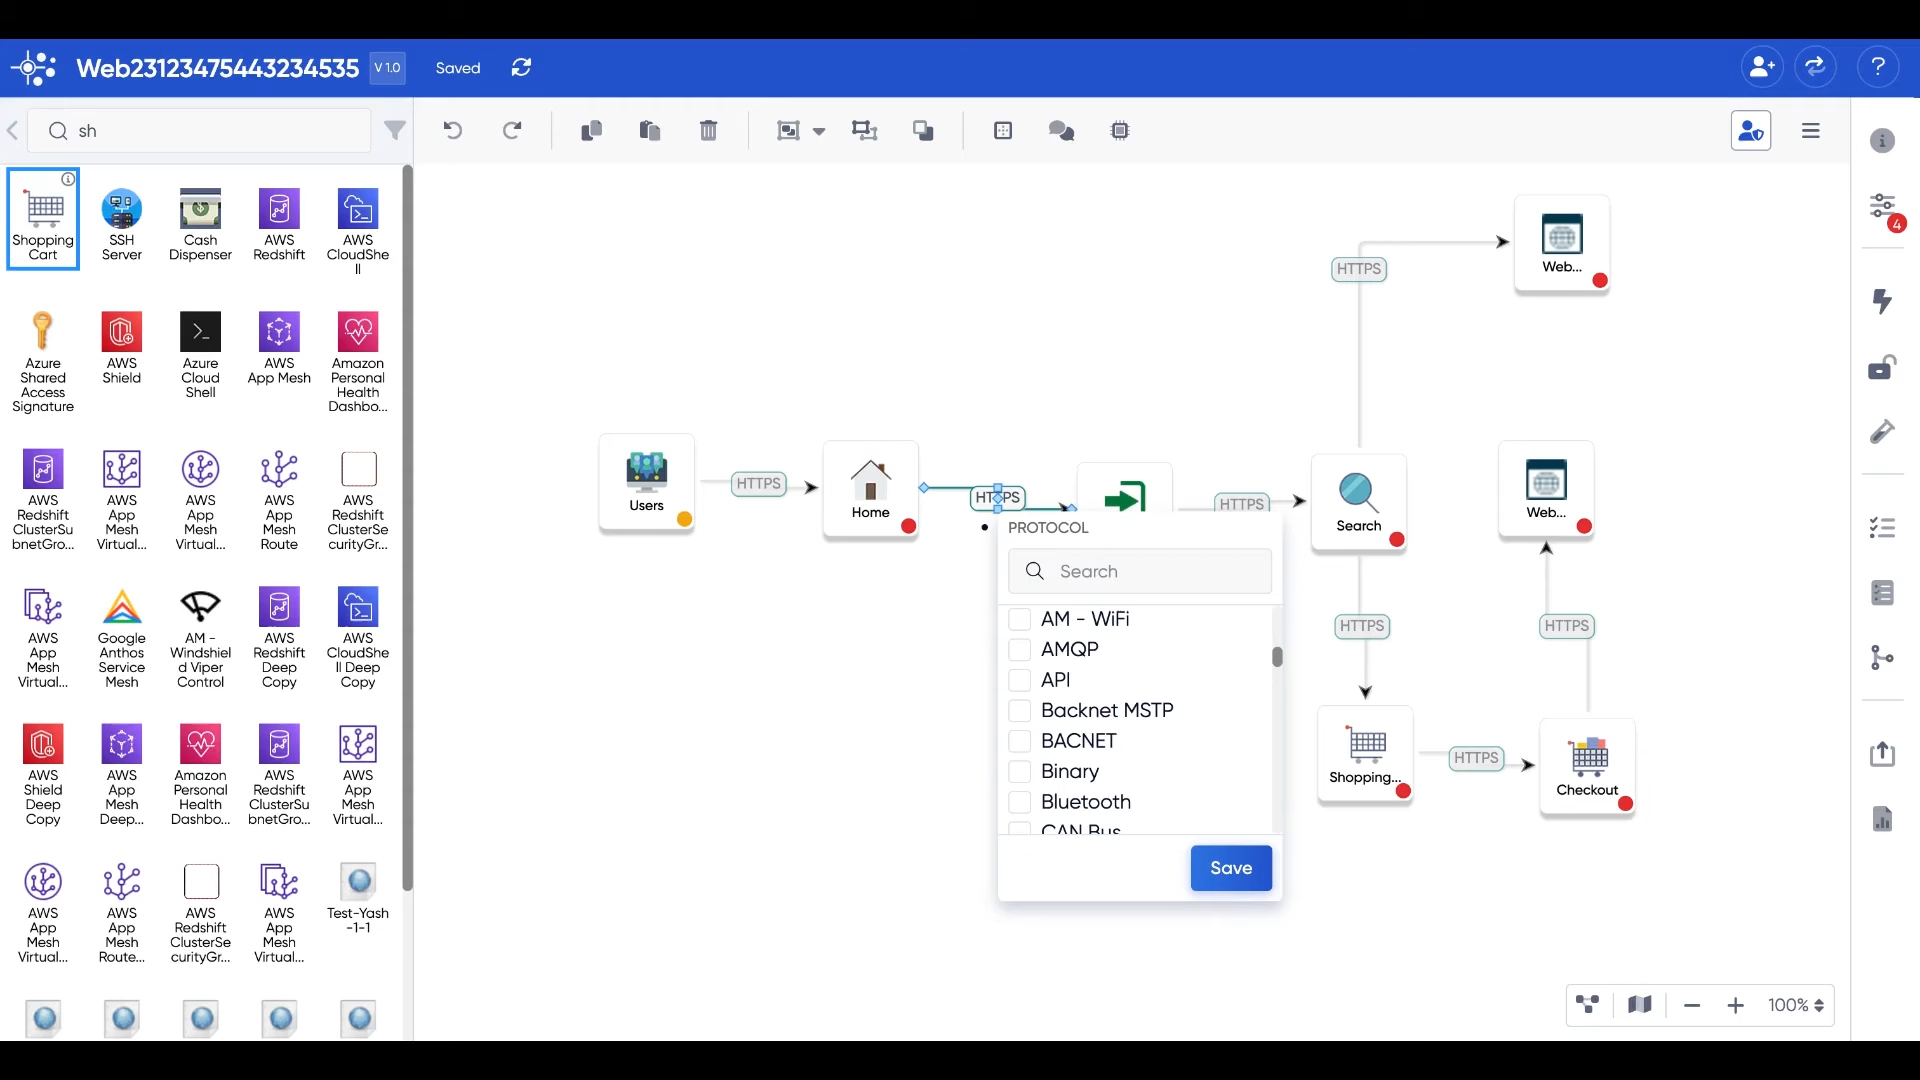 Web23123475443234535
V 1.0
Saved
?
sh
i
4
Shopping
Cart
SSH
Server
Cash
Dispenser
AWS
Redshift
AWS
CloudShe
ll
Azure
Shared
Access
Signature
AWS
Shield
Azure
Cloud
Shell
AWS
App Mesh
Amazon
Personal
Health
Dashbo...
AWS
Redshift
ClusterSu
bnetGro...
AWS
App
Mesh
Virtual...
AWS
App
Mesh
Virtual...
AWS
App
Mesh
Route
AWS
Redshift
ClusterSe
curityGr...
AWS
App
Mesh
Virtual...
Google
Anthos
Service
Mesh
AM -
Windshiel
d Viper
Control
AWS
Redshift
Deep
Copy
AWS
CloudShe
ll Deep
Copy
AWS
Shield
Deep
Copy
AWS
App
Mesh
Deep...
Amazon
Personal
Health
Dashbo...
AWS
Redshift
ClusterSu
bnetGro...
AWS
App
Mesh
Virtual...
AWS
App
Mesh
Virtual...
AWS
App
Mesh
Route...
AWS
Redshift
ClusterSe
curityGr...
AWS
App
Mesh
Virtual...
Test-Yash
-1-1
HTTPS
Web...
Users
HTTPS
Home
HTTPS
HTTPS
Search
Web...
HTTPS
HTTPS
Shopping...
HTTPS
Checkout
PROTOCOL
Search
AM - WiFi
AMQP
API
Backnet MSTP
BACNET
Binary
Bluetooth
CAN Bus
Save
100%